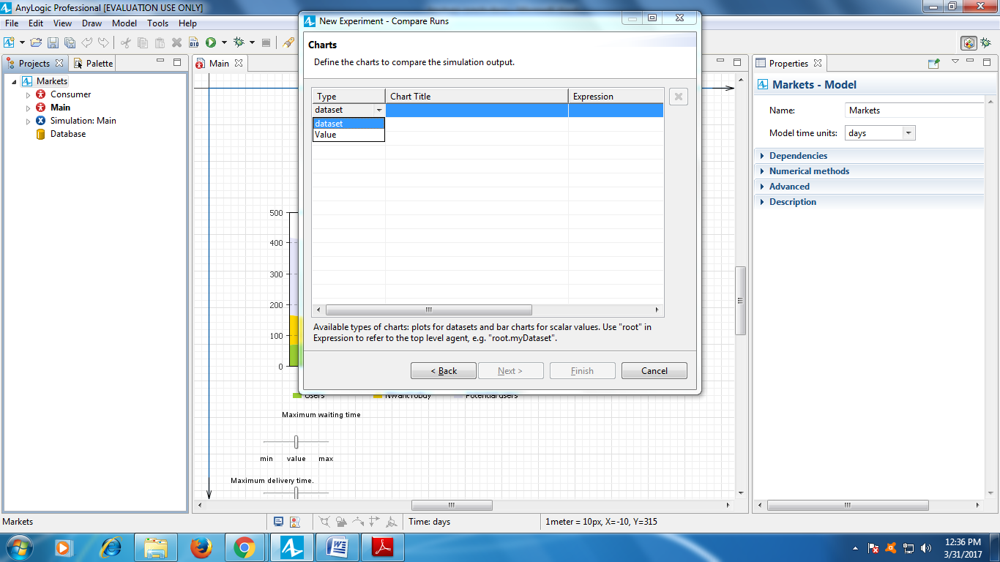 AnyLogic Professional [EVALUATION USE ONLY]
File Edit View Draw Model Tools Help
New Experiment - Compare Runs
Charts
Define the charts to compare the simulation output.
Type Chart Title Expression
dataset
dataset
Value
Available types of charts: plots for datasets and bar charts for scalar values. Use "root" in
Expression to refer to the top level agent, e.g. "root.myDataset".
< Back Next > Finish Cancel
Projects Palette
Markets
Consumer
Main
Simulation: Main
Database
Main
500
400
300
200
100
0
Users NWantToBuy Potential users
Maximum waiting time
min value max
Maximum delivery time.
Properties
Markets - Model
Name: Markets
Model time units: days
Dependencies
Numerical methods
Advanced
Description
Markets Time: days 1meter = 10px, X=-10, Y=315
12:36 PM
3/31/2017